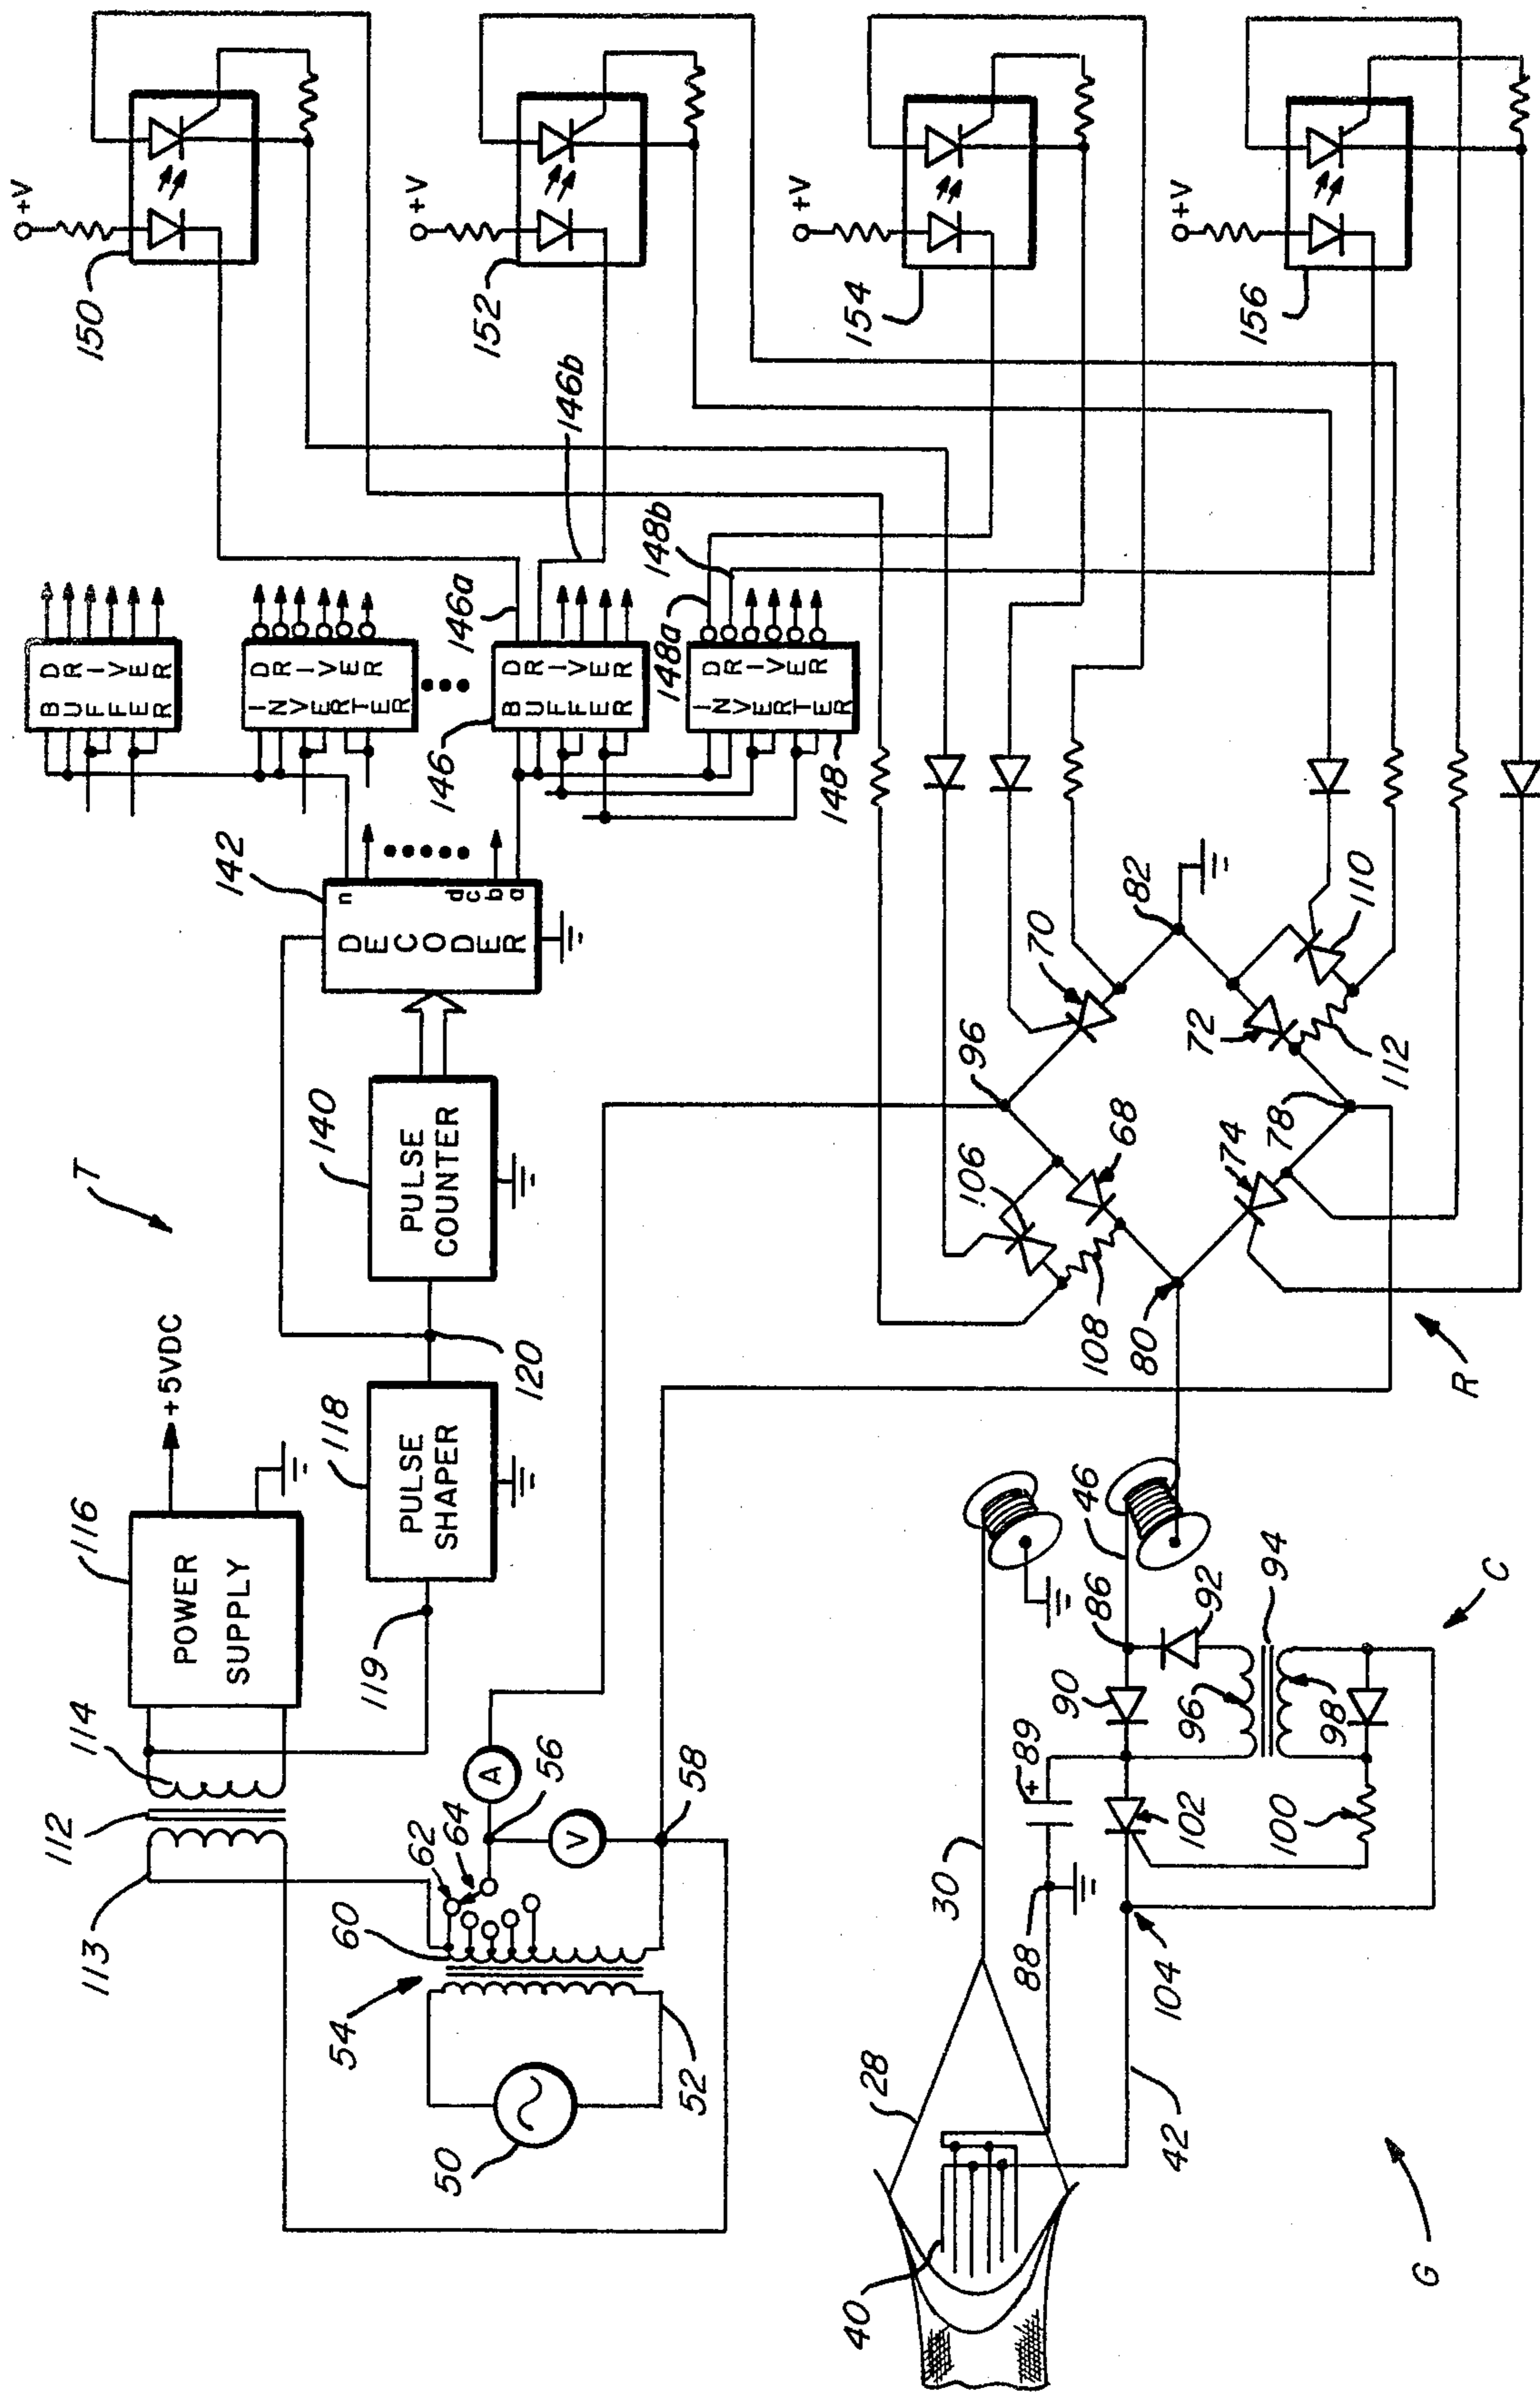 +V
150
+V
152
+V
154
+V
156
146b
148b
146a
148a
BUFFER
DRIVER
INVERTER
DRIVER
BUFFER
DRIVER
INVERTER
DRIVER
146
148
142
n
d
c
b
a
DECODER
110
82
70
72
112
96
78
74
68
106
108
80
R
T
140
PULSE
COUNTER
120
118
PULSE
SHAPER
119
+5VDC
116
POWER
SUPPLY
114
112
113
A
56
V
58
62
64
60
54
50
52
46
86
92
94
C
90
96
98
+
89
102
100
30
88
104
28
42
40
G